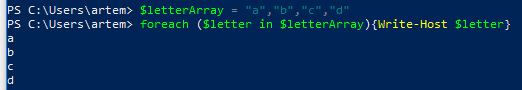 PS C:\Users\artem> $letterArray = "a","b","c","d"
PS C:\Users\artem> foreach ($letter in $letterArray){Write-Host $letter}
a
b
c
d